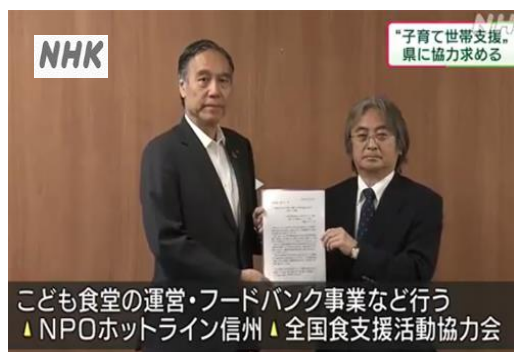 NHK
NHK
“子育て世帯支援„
県に協力求める
こども食堂の運営・フードバンク事業など行う
NPOホットライン信州 全国食支援活動協力会